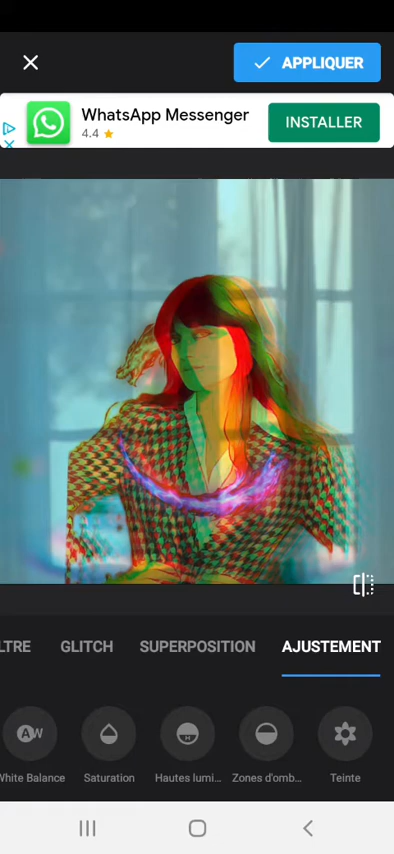 APPLIQUER
WhatsApp Messenger
4.4
INSTALLER
LTRE GLITCH SUPERPOSITION AJUSTEMENT
White Balance Saturation Hautes lumi... Zones d'omb... Teinte